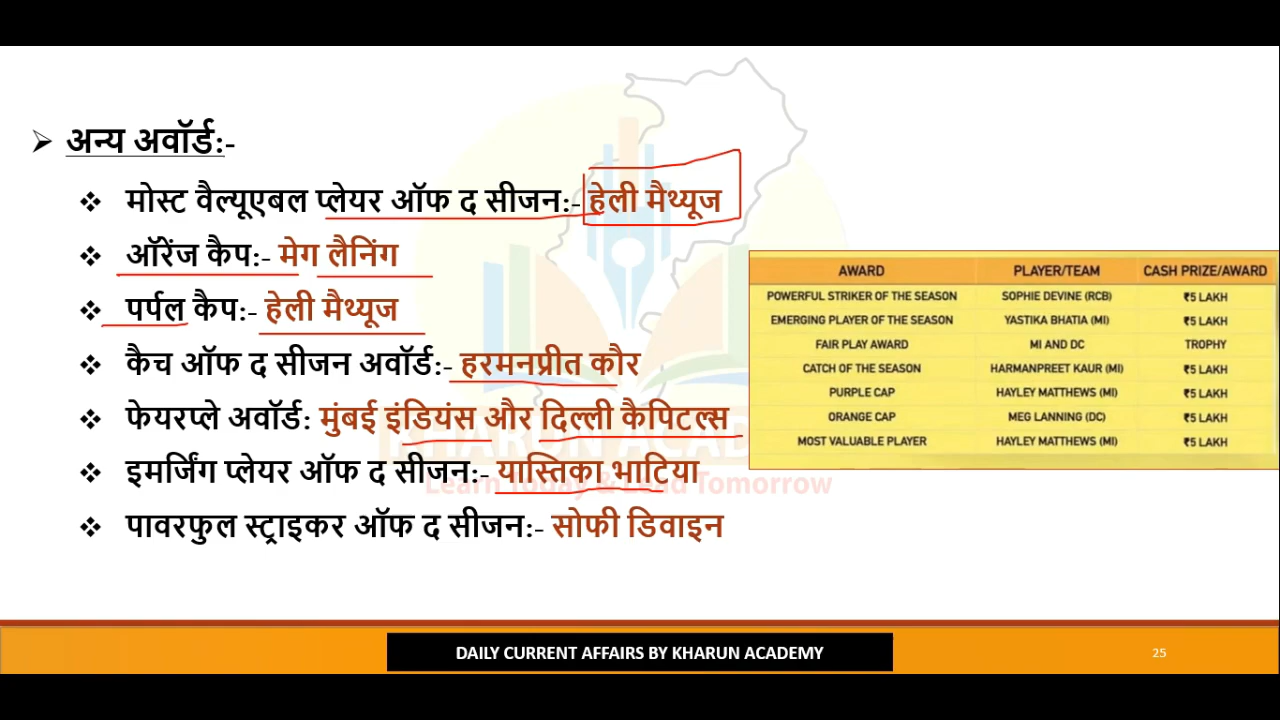 अन्य अवॉर्ड:-
मोस्ट वैल्यूएबल प्लेयर ऑफ द सीजन:- हेली मैथ्यूज
ऑरेंज कैप:- मेग लैनिंग
पर्पल कैप:- हेली मैथ्यूज
कैच ऑफ द सीजन अवॉर्ड:- हरमनप्रीत कौर
फेयरप्ले अवॉर्ड: मुंबई इंडियंस और दिल्ली कैपिटल्स
इमर्जिंग प्लेयर ऑफ द सीजन:- यास्तिका भाटिया
पावरफुल स्ट्राइकर ऑफ द सीजन:- सोफी डिवाइन
AWARD PLAYER/TEAM CASH PRIZE/AWARD
POWERFUL STRIKER OF THE SEASON SOPHIE DEVINE (RCB) ₹5 LAKH
EMERGING PLAYER OF THE SEASON YASTIKA BHATIA (MI) ₹5 LAKH
FAIR PLAY AWARD MI AND DC TROPHY
CATCH OF THE SEASON HARMANPREET KAUR (MI) ₹5 LAKH
PURPLE CAP HAYLEY MATTHEWS (MI) ₹5 LAKH
ORANGE CAP MEG LANNING (DC) ₹5 LAKH
MOST VALUABLE PLAYER HAYLEY MATTHEWS (MI) ₹5 LAKH
KHARUN ACADEMY
Learn Today & Lead Tomorrow
DAILY CURRENT AFFAIRS BY KHARUN ACADEMY
25